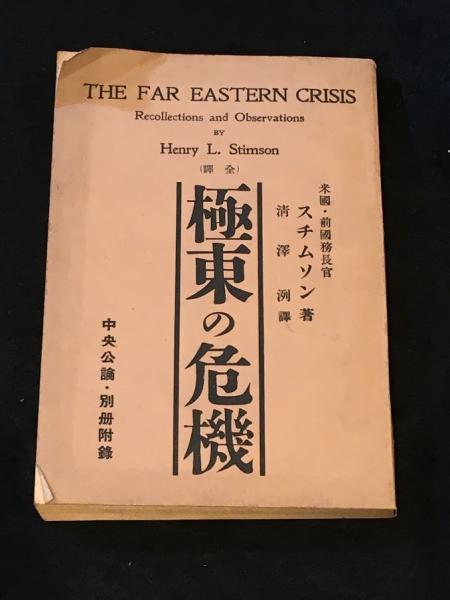 THE FAR EASTERN CRISIS
Recollections and Observations
BY
Henry L. Stimson
(譯全)
米國・前國務長官
スチムソン著
清澤洌譯
極東の危機
中央公論・別册附錄